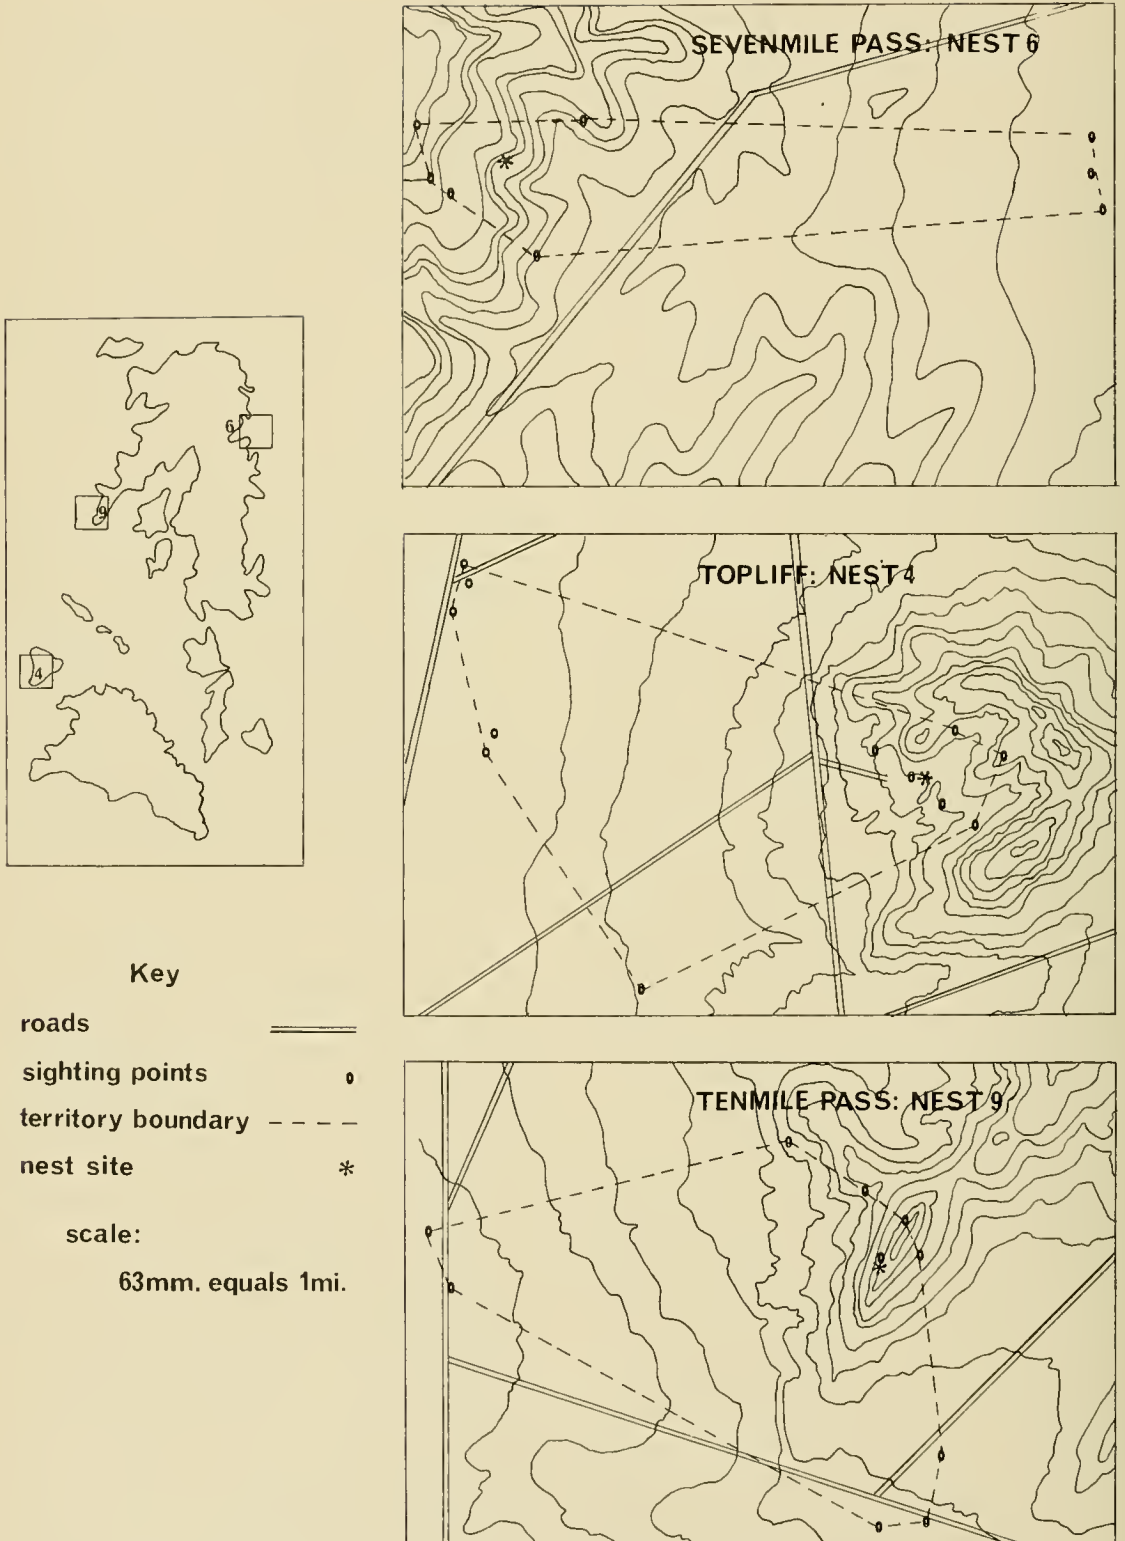 SEVENMILE PASS: NEST 6
6
9
4
TOPLIFF: NEST 4
Key
roads
sighting points
territory boundary
nest site
scale:
63mm. equals 1mi.
TENMILE PASS: NEST 9